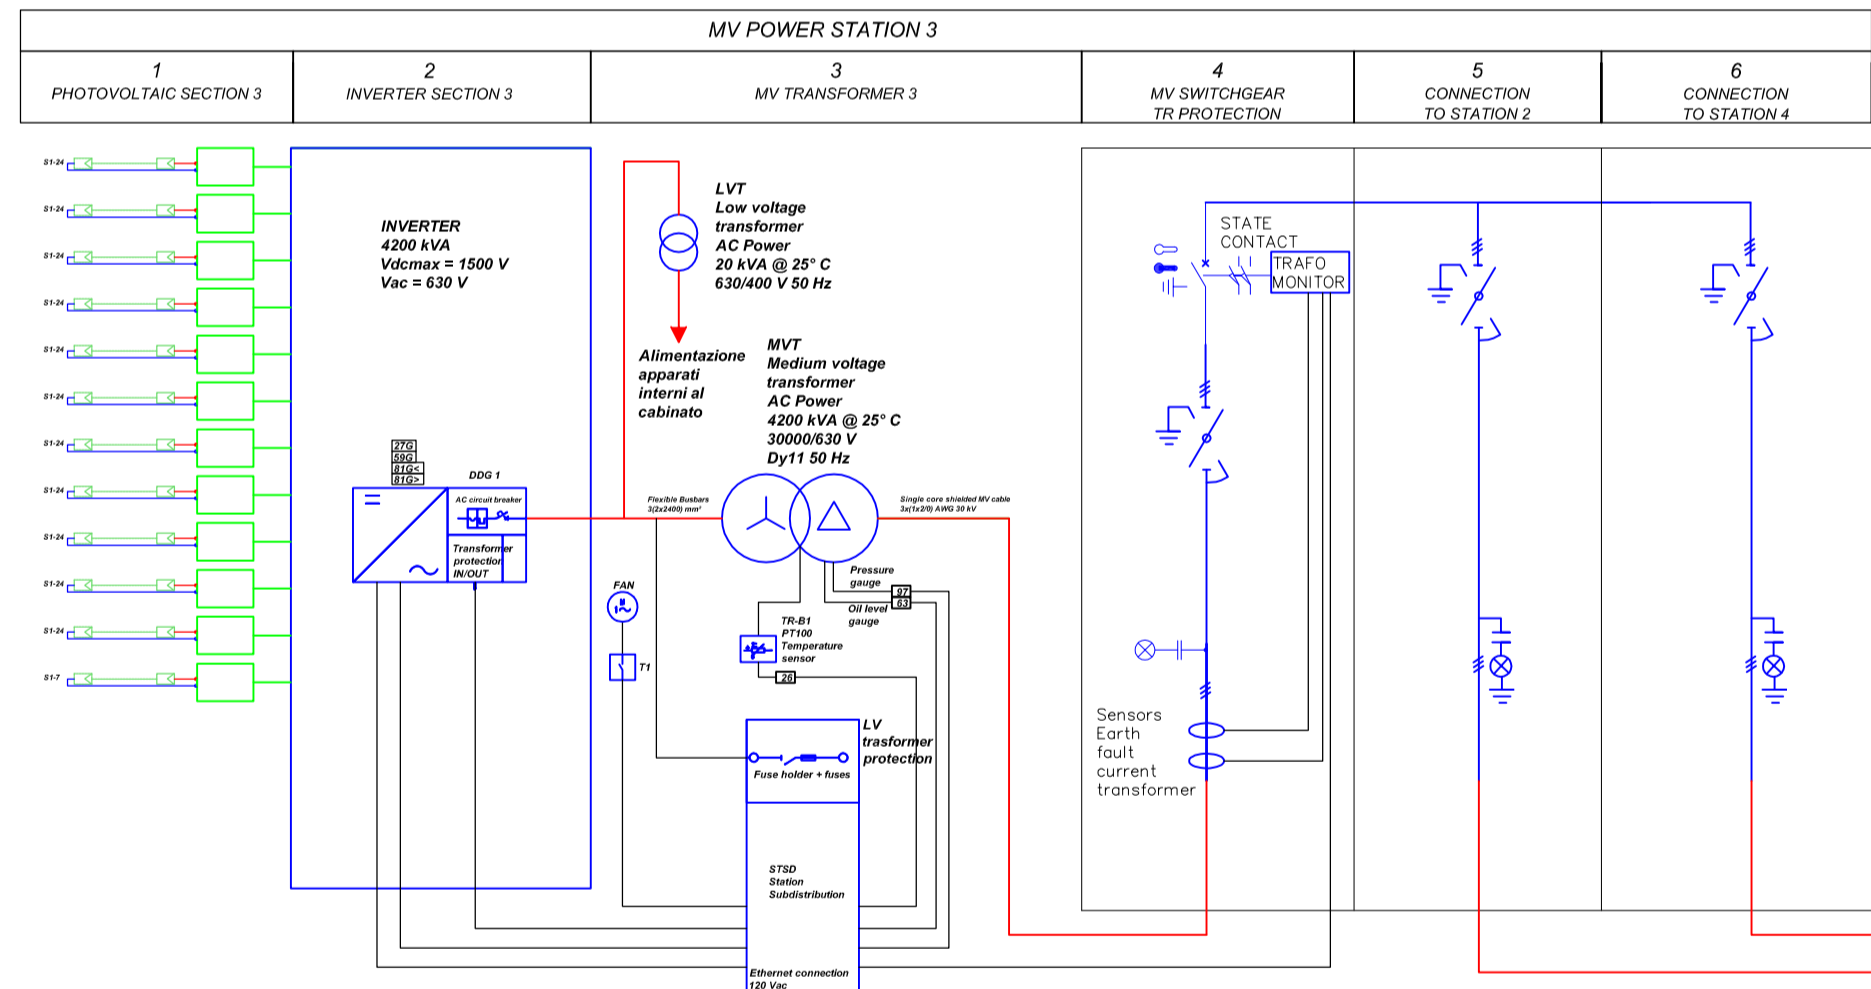 MV POWER STATION 3
1
PHOTOVOLTAIC SECTION 3
2
INVERTER SECTION 3
3
MV TRANSFORMER 3
4
MV SWITCHGEAR
TR PROTECTION
5
CONNECTION
TO STATION 2
6
CONNECTION
TO STATION 4
S1-24
S1-24
S1-24
S1-24
S1-24
S1-24
S1-24
S1-24
S1-24
S1-24
S1-24
S1-7
INVERTER
4200 kVA
Vdcmax = 1500 V
Vac = 630 V
27G
59G
81G<
81G>
DDG 1
AC circuit breaker
Transformer
protection
IN/OUT
LVT
Low voltage
transformer
AC Power
20 kVA @ 25° C
630/400 V 50 Hz
Alimentazione
apparati
interni al
cabinato
MVT
Medium voltage
transformer
AC Power
4200 kVA @ 25° C
30000/630 V
Dy11 50 Hz
Flexible Busbars
3(2x2400) mm²
Single core shielded MV cable
3x(1x2/0) AWG 30 kV
Pressure
gauge
97
63
Oil level
gauge
FAN
T1
TR-B1
PT100
Temperature
sensor
26
LV
trasformer
protection
Fuse holder + fuses
STSD
Station
Subdistribution
Ethernet connection
120 Vac
STATE
CONTACT
TRAFO
MONITOR
Sensors
Earth
fault
current
transformer